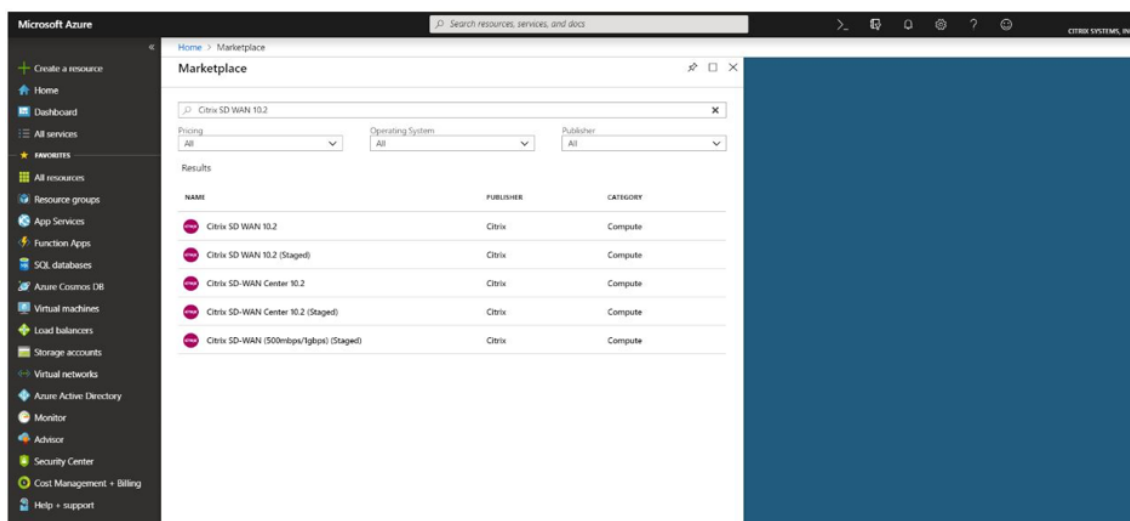 Microsoft Azure
Search resources, services, and docs
CITRIX SYSTEMS, IN
Create a resource
Home
Dashboard
All services
FAVORITES
All resources
Resource groups
App Services
Function Apps
SQL databases
Azure Cosmos DB
Virtual machines
Load balancers
Storage accounts
Virtual networks
Azure Active Directory
Monitor
Advisor
Security Center
Cost Management + Billing
Help + support
Home > Marketplace
Marketplace
Citrix SD WAN 10.2
Pricing Operating System Publisher
All All All
Results
NAME PUBLISHER CATEGORY
Citrix SD WAN 10.2 Citrix Compute
Citrix SD WAN 10.2 (Staged) Citrix Compute
Citrix SD-WAN Center 10.2 Citrix Compute
Citrix SD-WAN Center 10.2 (Staged) Citrix Compute
Citrix SD-WAN (500mbps/1gbps) (Staged) Citrix Compute